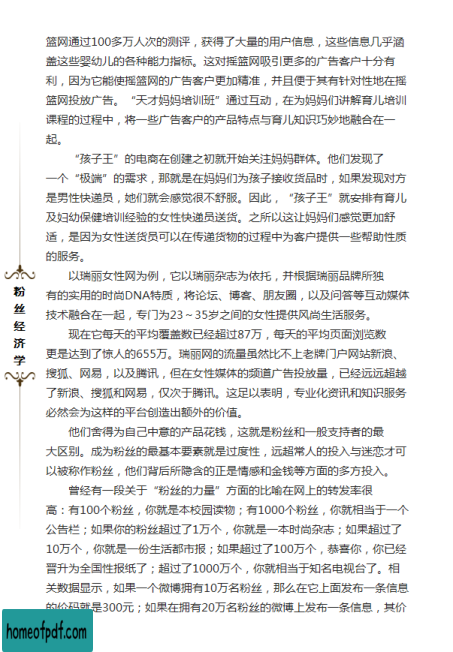 篮网通过100多万人次的测评，获得了大量的用户信息，这些信息几乎涵
盖这些婴幼儿的各种能力指标。这对摇篮网吸引更多的广告客户十分有
利，因为它能使摇篮网的广告客户更加精准，并且便于其有针对性地在摇
篮网投放广告。“天才妈妈培训班”通过互动，在为妈妈们讲解育儿培训
课程的过程中，将一些广告客户的产品特点与育儿知识巧妙地融合在一
起。
“孩子王”的电商在创建之初就开始关注妈妈群体。他们发现了
一个“极端”的需求，那就是在妈妈们为孩子接收货品时，如果发现对方
是男性快递员，她们就会感觉很不舒服。因此，“孩子王”就安排有育儿
及妇幼保健培训经验的女性快递员送货。之所以这让妈妈们感觉更加舒
适，是因为女性送货员可以在传递货物的过程中为客户提供一些帮助性质
的服务。
以瑞丽女性网为例，它以瑞丽杂志为依托，并根据瑞丽品牌所独
有的实用的时尚DNA特质，将论坛、博客、朋友圈，以及问答等互动媒体
技术融合在一起，专门为23～35岁之间的女性提供风尚生活服务。
现在它每天的平均覆盖数已经超过87万，每天的平均页面浏览数
更是达到了惊人的655万。瑞丽网的流量虽然比不上老牌门户网站新浪、
搜狐、网易，以及腾讯，但在女性媒体的频道广告投放量，已经远远超越
了新浪、搜狐和网易，仅次于腾讯。这足以表明，专业化资讯和知识服务
必然会为这样的平台创造出额外的价值。
他们舍得为自己中意的产品花钱，这就是粉丝和一般支持者的最
大区别。成为粉丝的最基本要素就是过度性，远超常人的投入与迷恋才可
以被称作粉丝，他们背后所隐含的正是情感和金钱等方面的多方投入。
曾经有一段关于“粉丝的力量”方面的比喻在网上的转发率很
高：有100个粉丝，你就是本校园读物；有1000个粉丝，你就相当于一个
公告栏；如果你的粉丝超过了1万个，你就是一本时尚杂志；如果超过了
10万个，你就是一份生活都市报；如果超过了100万个，恭喜你，你已经
晋升为全国性报纸了；超过了1000万个，你就相当于知名电视台了。相
关数据显示，如果一个微博拥有10万名粉丝，那么在它上面发布一条信息
的价码就是300元；如果在拥有20万名粉丝的微博上发布一条信息，其价
粉丝经济学
homeofpdf.com